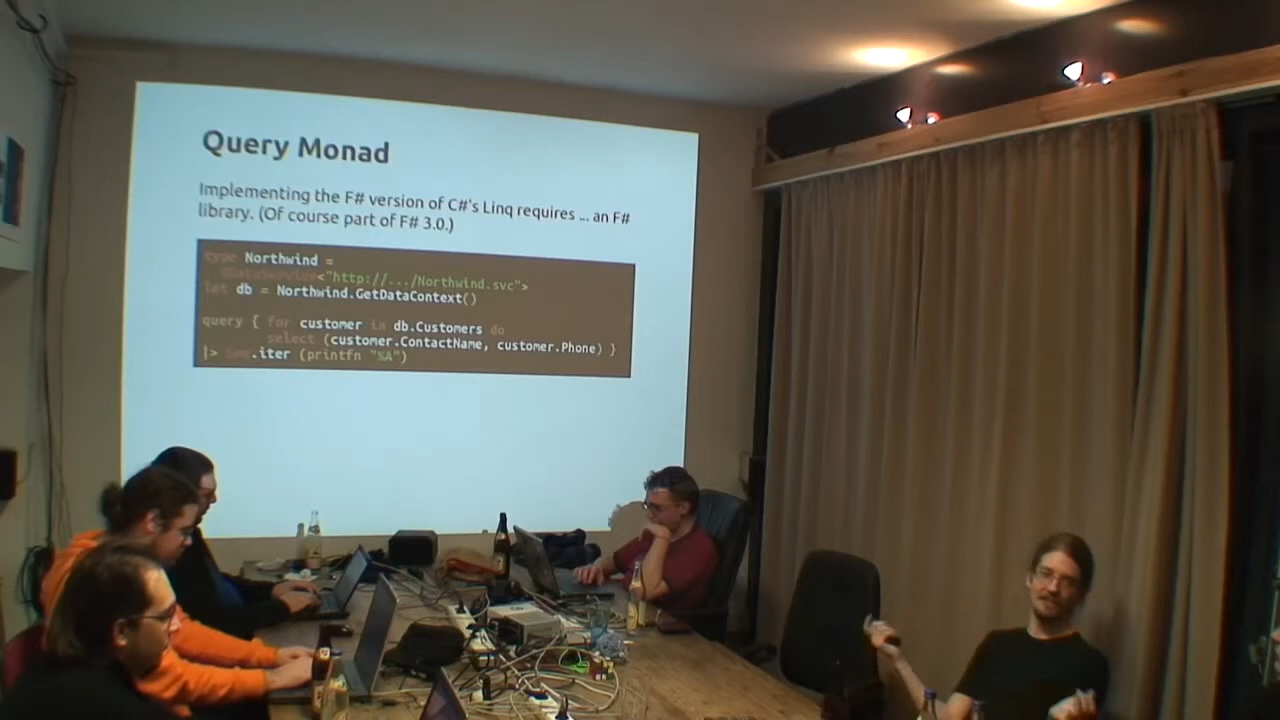 Query Monad
Implementing the F# version of C#'s Linq requires ... an F#
library. (Of course part of F# 3.0.)
type Northwind =
<"http://.../Northwind.svc">
let db = Northwind.GetDataContext()
query { for customer in db.Customers do
select (customer.ContactName, customer.Phone) }
|> Seq.iter (printfn "%A")